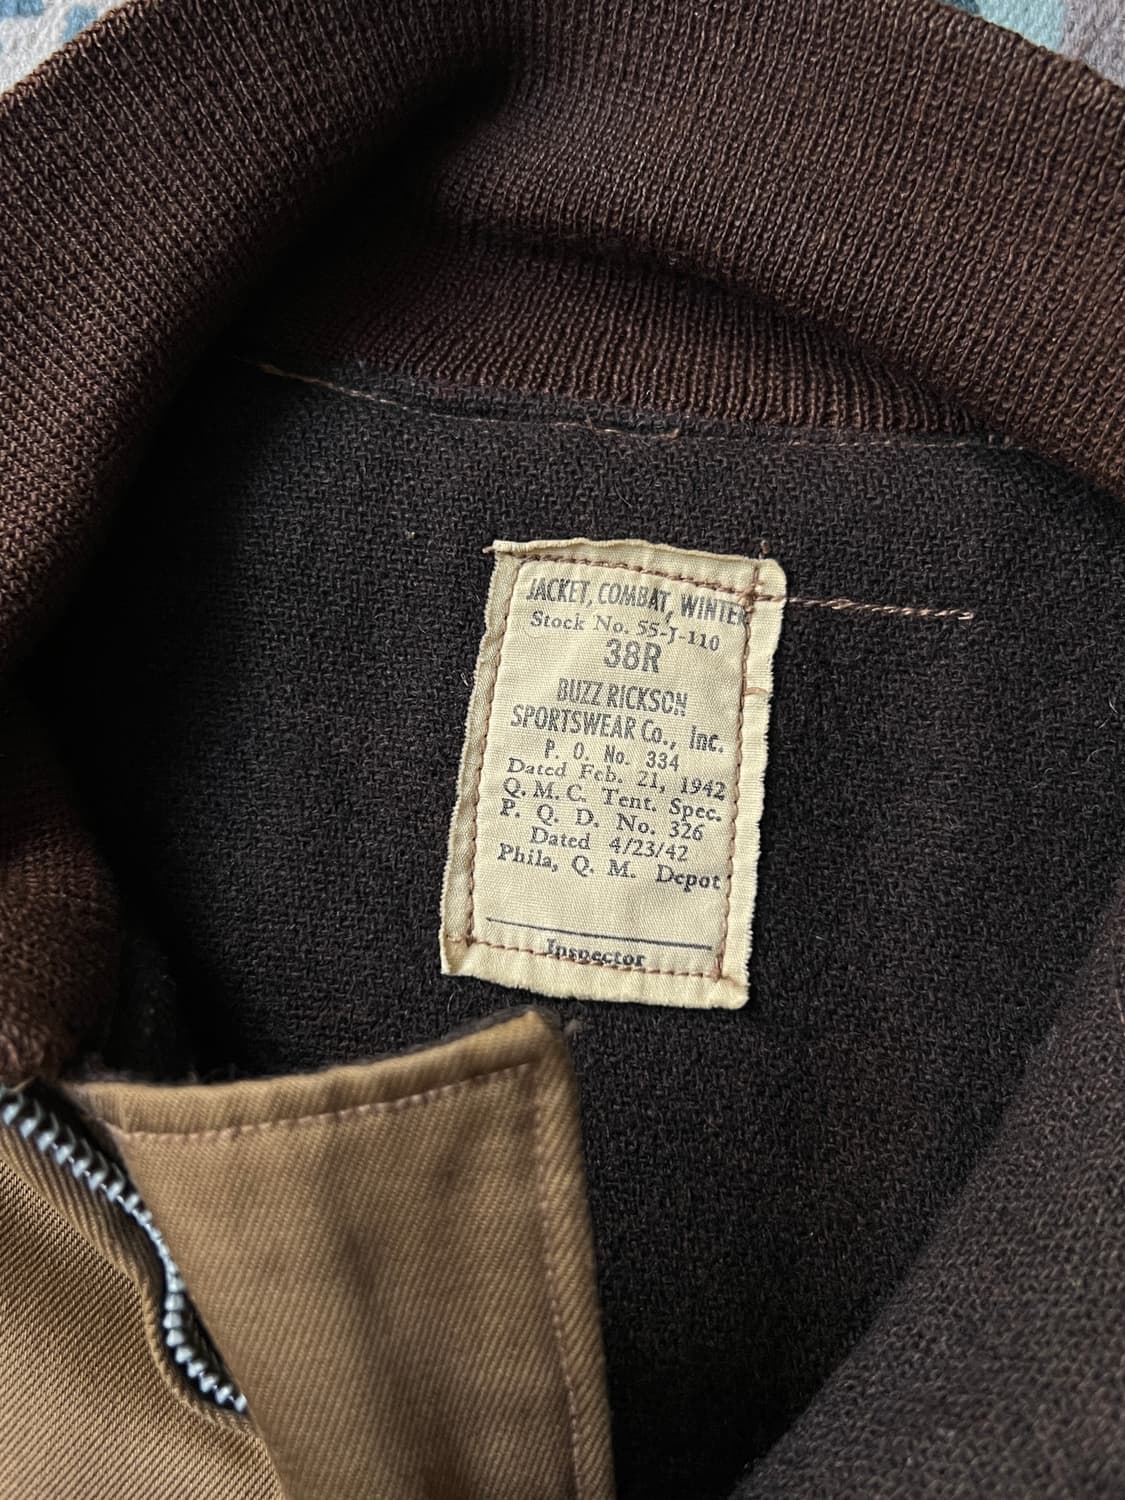 JACKET, COMBAT, WINTER
Stock No. 55-J-110
38R
BUZZ RICKSON
SPORTSWEAR Co., Inc.
P. O. No. 334
Dated Feb. 21, 1942
Q. M. C. Tent. Spec.
P. Q. D. No. 326
Dated 4/23/42
Phila, Q. M. Depot
Inspector